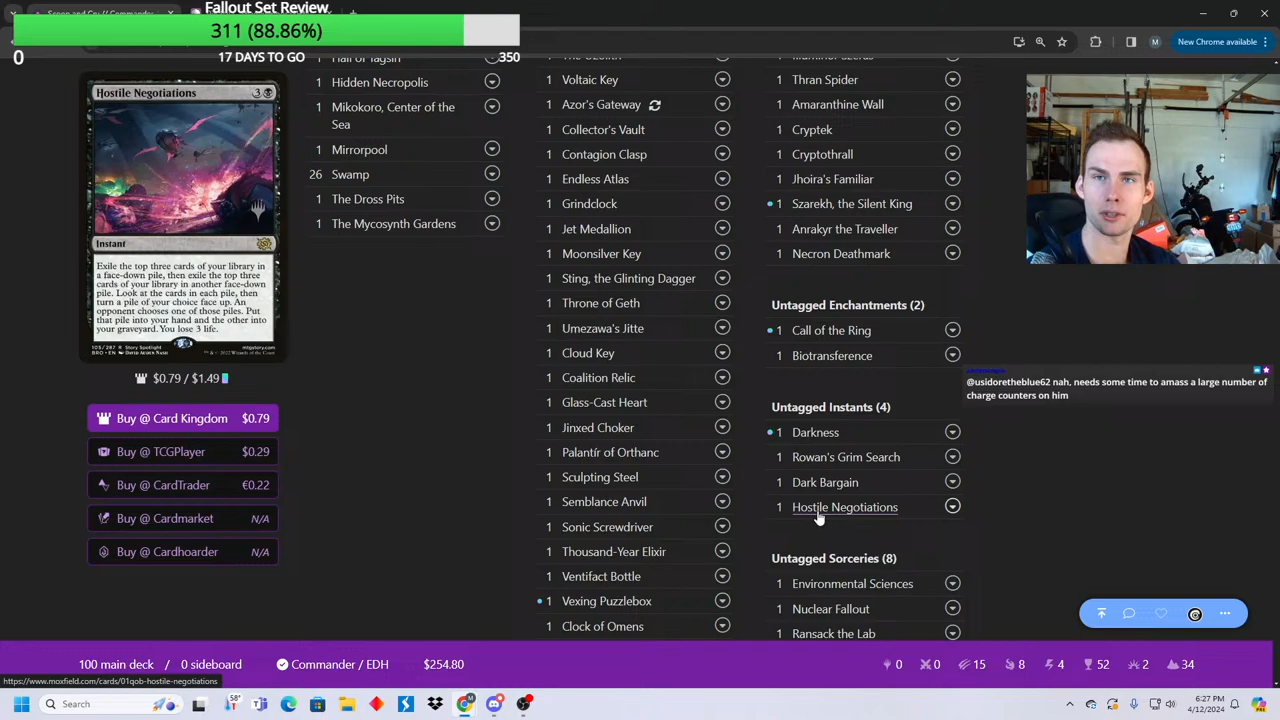 Fallout Set Review
311 (88.86%)
0
17 DAYS TO GO
350
New Chrome available
Hostile Negotiations
Instant
Exile the top three cards of your library in
a face-down pile, then exile the top three
cards of your library in another face-down
pile. Look at the cards in each pile, then
turn a pile of your choice face up. An
opponent chooses one of those piles. Put
that pile into your hand and the other into
your graveyard. You lose 3 life.
$0.79 / $1.49
Buy @ Card Kingdom $0.79
Buy @ TCGPlayer $0.29
Buy @ CardTrader €0.22
Buy @ Cardmarket N/A
Buy @ Cardhoarder N/A
1 Hidden Necropolis
1 Mikokoro, Center of the
Sea
1 Mirrorpool
26 Swamp
1 The Dross Pits
1 The Mycosynth Gardens
1 Voltaic Key
1 Azor's Gateway
1 Collector's Vault
1 Contagion Clasp
1 Endless Atlas
1 Grindclock
1 Jet Medallion
1 Moonsilver Key
1 Sting, the Glinting Dagger
1 Throne of Geth
1 Umezawa's Jitte
1 Cloud Key
1 Coalition Relic
1 Glass-Cast Heart
1 Jinxed Choker
1 Palantír of Orthanc
1 Sculpting Steel
1 Semblance Anvil
1 Sonic Screwdriver
1 Thousand-Year Elixir
1 Ventifact Bottle
1 Vexing Puzzlebox
1 Clock of Omens
1 Thran Spider
1 Amaranthine Wall
1 Cryptek
1 Cryptothrall
1 Jhoira's Familiar
1 Szarekh, the Silent King
1 Anrakyr the Traveller
1 Necron Deathmark
Untagged Enchantments (2)
1 Call of the Ring
1 Biotransference
Untagged Instants (4)
1 Darkness
1 Rowan's Grim Search
1 Dark Bargain
1 Hostile Negotiations
Untagged Sorceries (8)
1 Environmental Sciences
1 Nuclear Fallout
1 Ransack the Lab
@usidoretheblue62 nah, needs some time to amass a large number of
charge counters on him
100 main deck / 0 sideboard
Commander / EDH
$254.80
0 0 15 8 4 52 2 34
https://www.moxfield.com/cards/01qob-hostile-negotiations
Search
58°
6:27 PM
4/12/2024